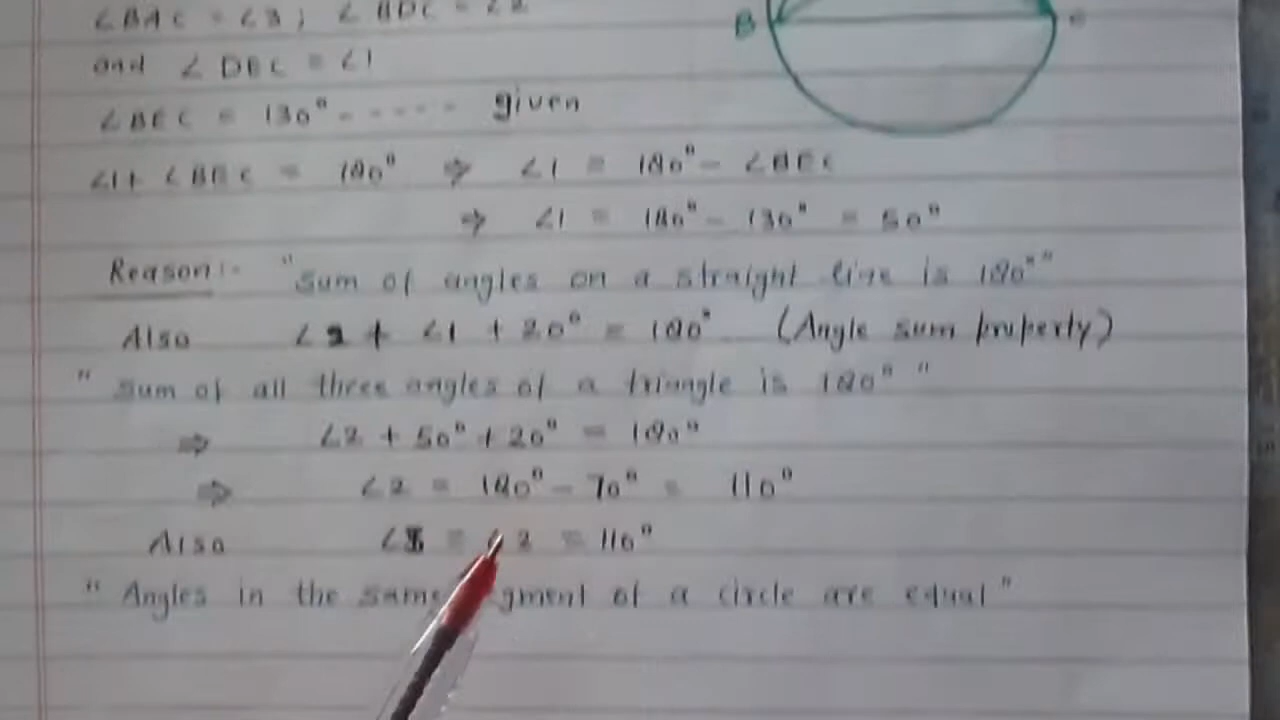 ∠BAC = ∠3 ; ∠BDC = ∠2
B
and ∠DEC = ∠1
∠BEC = 130° - - - - - given
∠1 + ∠BEC = 180° ⇒ ∠1 = 180° - ∠BEC
⇒ ∠1 = 180° - 130° = 50°
Reason:- "Sum of angles on a straight line is 180°"
Also ∠2 + ∠1 + 20° = 180° (Angle sum property)
"Sum of all three angles of a triangle is 180°"
⇒ ∠2 + 50° + 20° = 180°
⇒ ∠2 = 180° - 70° = 110°
Also ∠3 = ∠2 = 110°
"Angles in the same gment of a circle are equal"